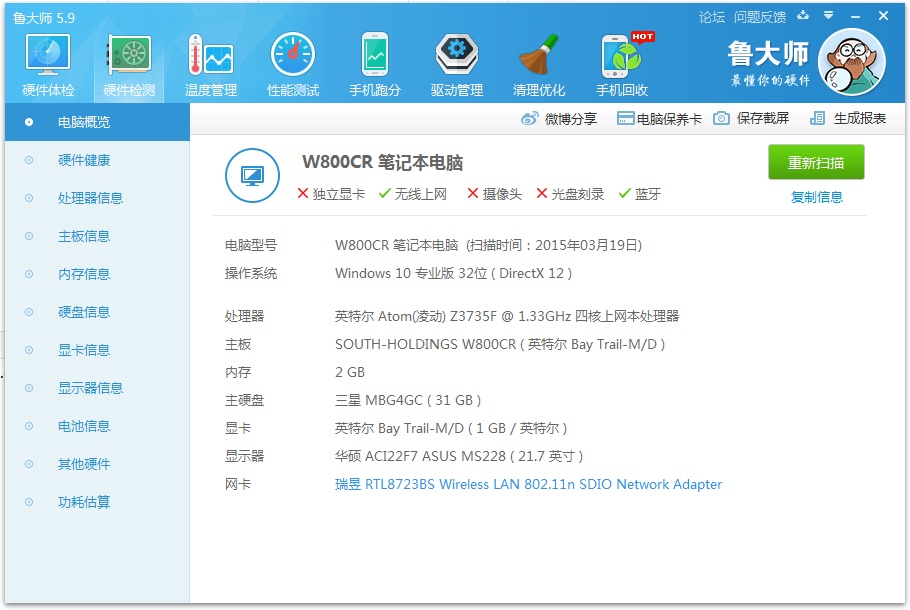 鲁大师 5.9
论坛 问题反馈
硬件体检 硬件检测 温度管理 性能测试 手机跑分 驱动管理 清理优化 手机回收
HOT
鲁大师
最懂你的硬件
微博分享 电脑保养卡 保存截屏 生成报表
电脑概览
硬件健康
处理器信息
主板信息
内存信息
硬盘信息
显卡信息
显示器信息
电池信息
其他硬件
功耗估算
W800CR 笔记本电脑
独立显卡 无线上网 摄像头 光盘刻录 蓝牙
重新扫描
复制信息
电脑型号 W800CR 笔记本电脑 (扫描时间：2015年03月19日)
操作系统 Windows 10 专业版 32位 ( DirectX 12 )
处理器 英特尔 Atom(凌动) Z3735F @ 1.33GHz 四核上网本处理器
主板 SOUTH-HOLDINGS W800CR ( 英特尔 Bay Trail-M/D )
内存 2 GB
主硬盘 三星 MBG4GC ( 31 GB )
显卡 英特尔 Bay Trail-M/D ( 1 GB / 英特尔 )
显示器 华硕 ACI22F7 ASUS MS228 ( 21.7 英寸 )
网卡 瑞昱 RTL8723BS Wireless LAN 802.11n SDIO Network Adapter